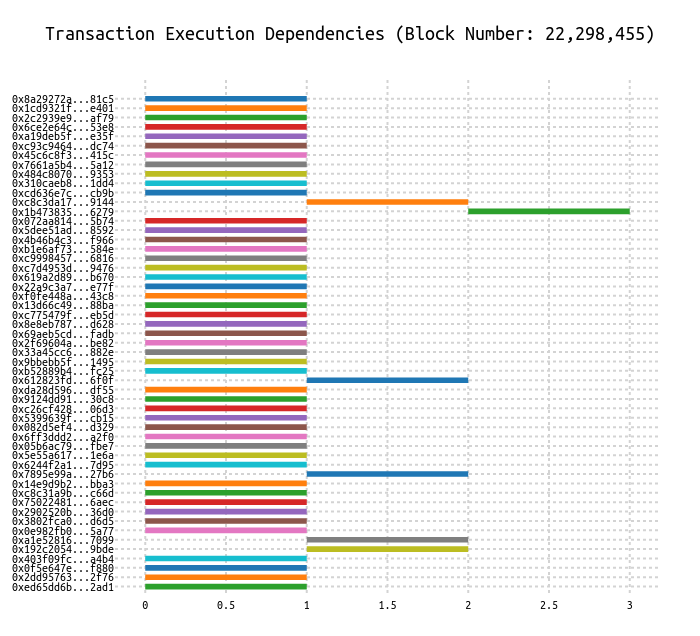 Transaction Execution Dependencies (Block Number: 22,298,455)
0x8a29272a...81c5
0x1cd9321f...e401
0x2c2939e9...af79
0x6ce2e64c...53e8
0xa19deb5f...e35f
0xc93c9464...dc74
0x45c6c8f3...415c
0x7661a5b4...5a12
0x484c8070...9353
0x310caeb8...1dd4
0xcd636e7c...cb9b
0xc8c3da17...9144
0x1b473835...6279
0x072aa814...5b74
0x5dee51ad...8592
0x4b46b4c3...f966
0xb1e6af73...584e
0xc9998457...6816
0xc7d4953d...9476
0x619a2d89...b670
0x22a9c3a7...e77f
0xf0fe448a...43c8
0x13d66c49...88ba
0xc775479f...eb5d
0x8e8eb787...d628
0x69aeb5cd...fadb
0x2f69604a...be82
0x33a45cc6...882e
0x9bbebb5f...1495
0xb52889b4...fc25
0x612823fd...6f0f
0xda28d596...df55
0x9124dd91...30c8
0xc26cf428...06d3
0x5399639f...cb15
0x082d5ef4...d329
0x6ff3ddd2...a2f0
0x05b6ac79...fbe7
0x5e55a617...1e6a
0x6244f2a1...7d95
0x7895e99a...27b6
0x14e9d9b2...bba3
0xc8c31a9b...c66d
0x75022481...6aec
0x2902520b...36d0
0x3802fca0...d6d5
0x0e982fb0...5a77
0xa1e52816...7099
0x192c2054...9bde
0x403f09fc...a4b4
0x0f5e647e...f880
0x2dd95763...2f76
0xed65dd6b...2ad1
0 0.5 1 1.5 2 2.5 3